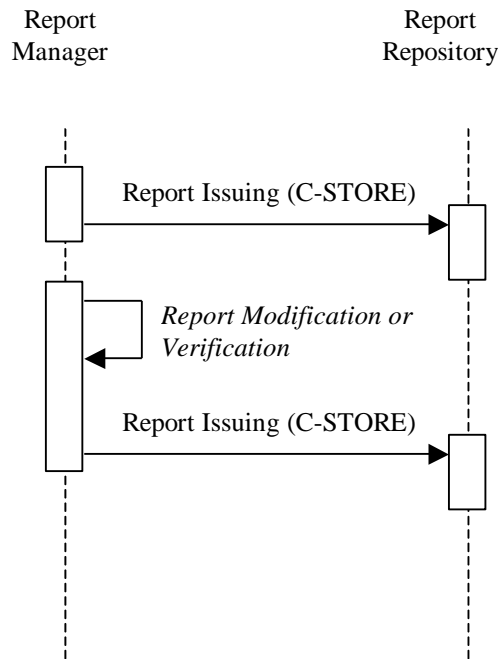 Report
Manager
Report
Repository
Report Issuing (C-STORE)
Report Modification or
Verification
Report Issuing (C-STORE)